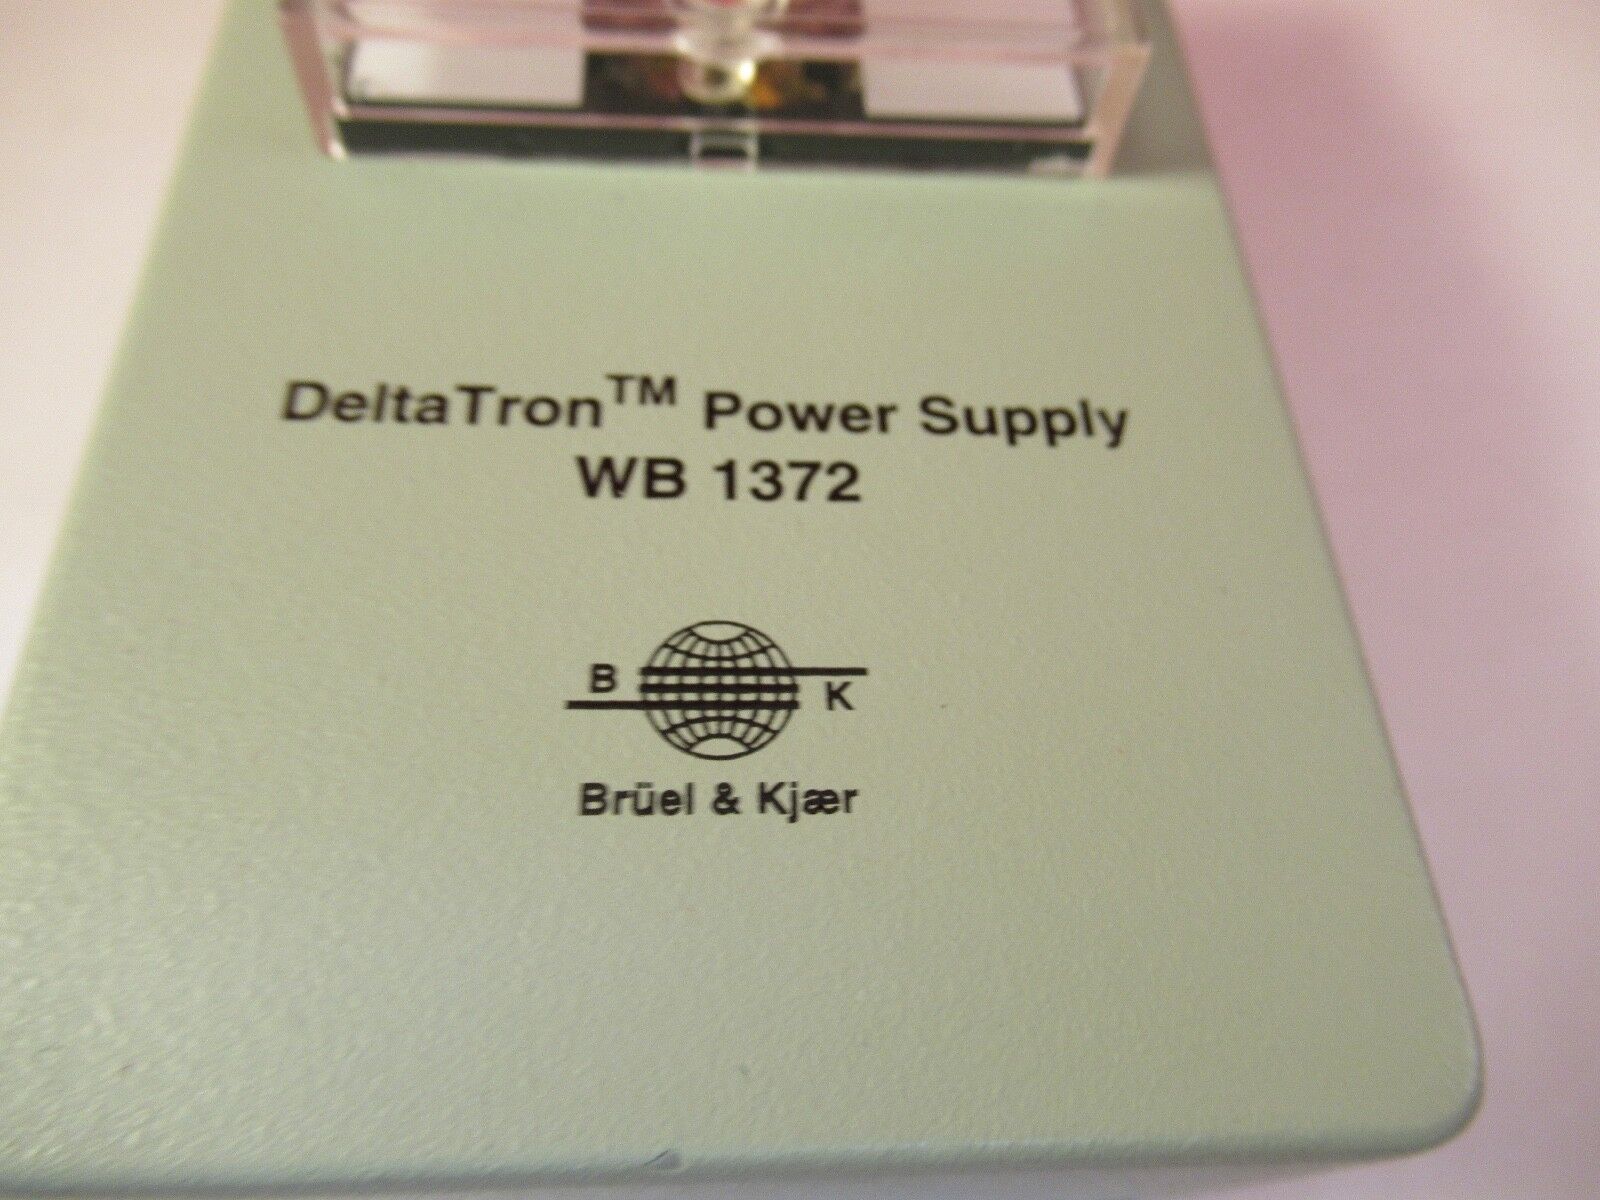 DeltaTron™ Power Supply
WB 1372
B K
Brüel & Kjær